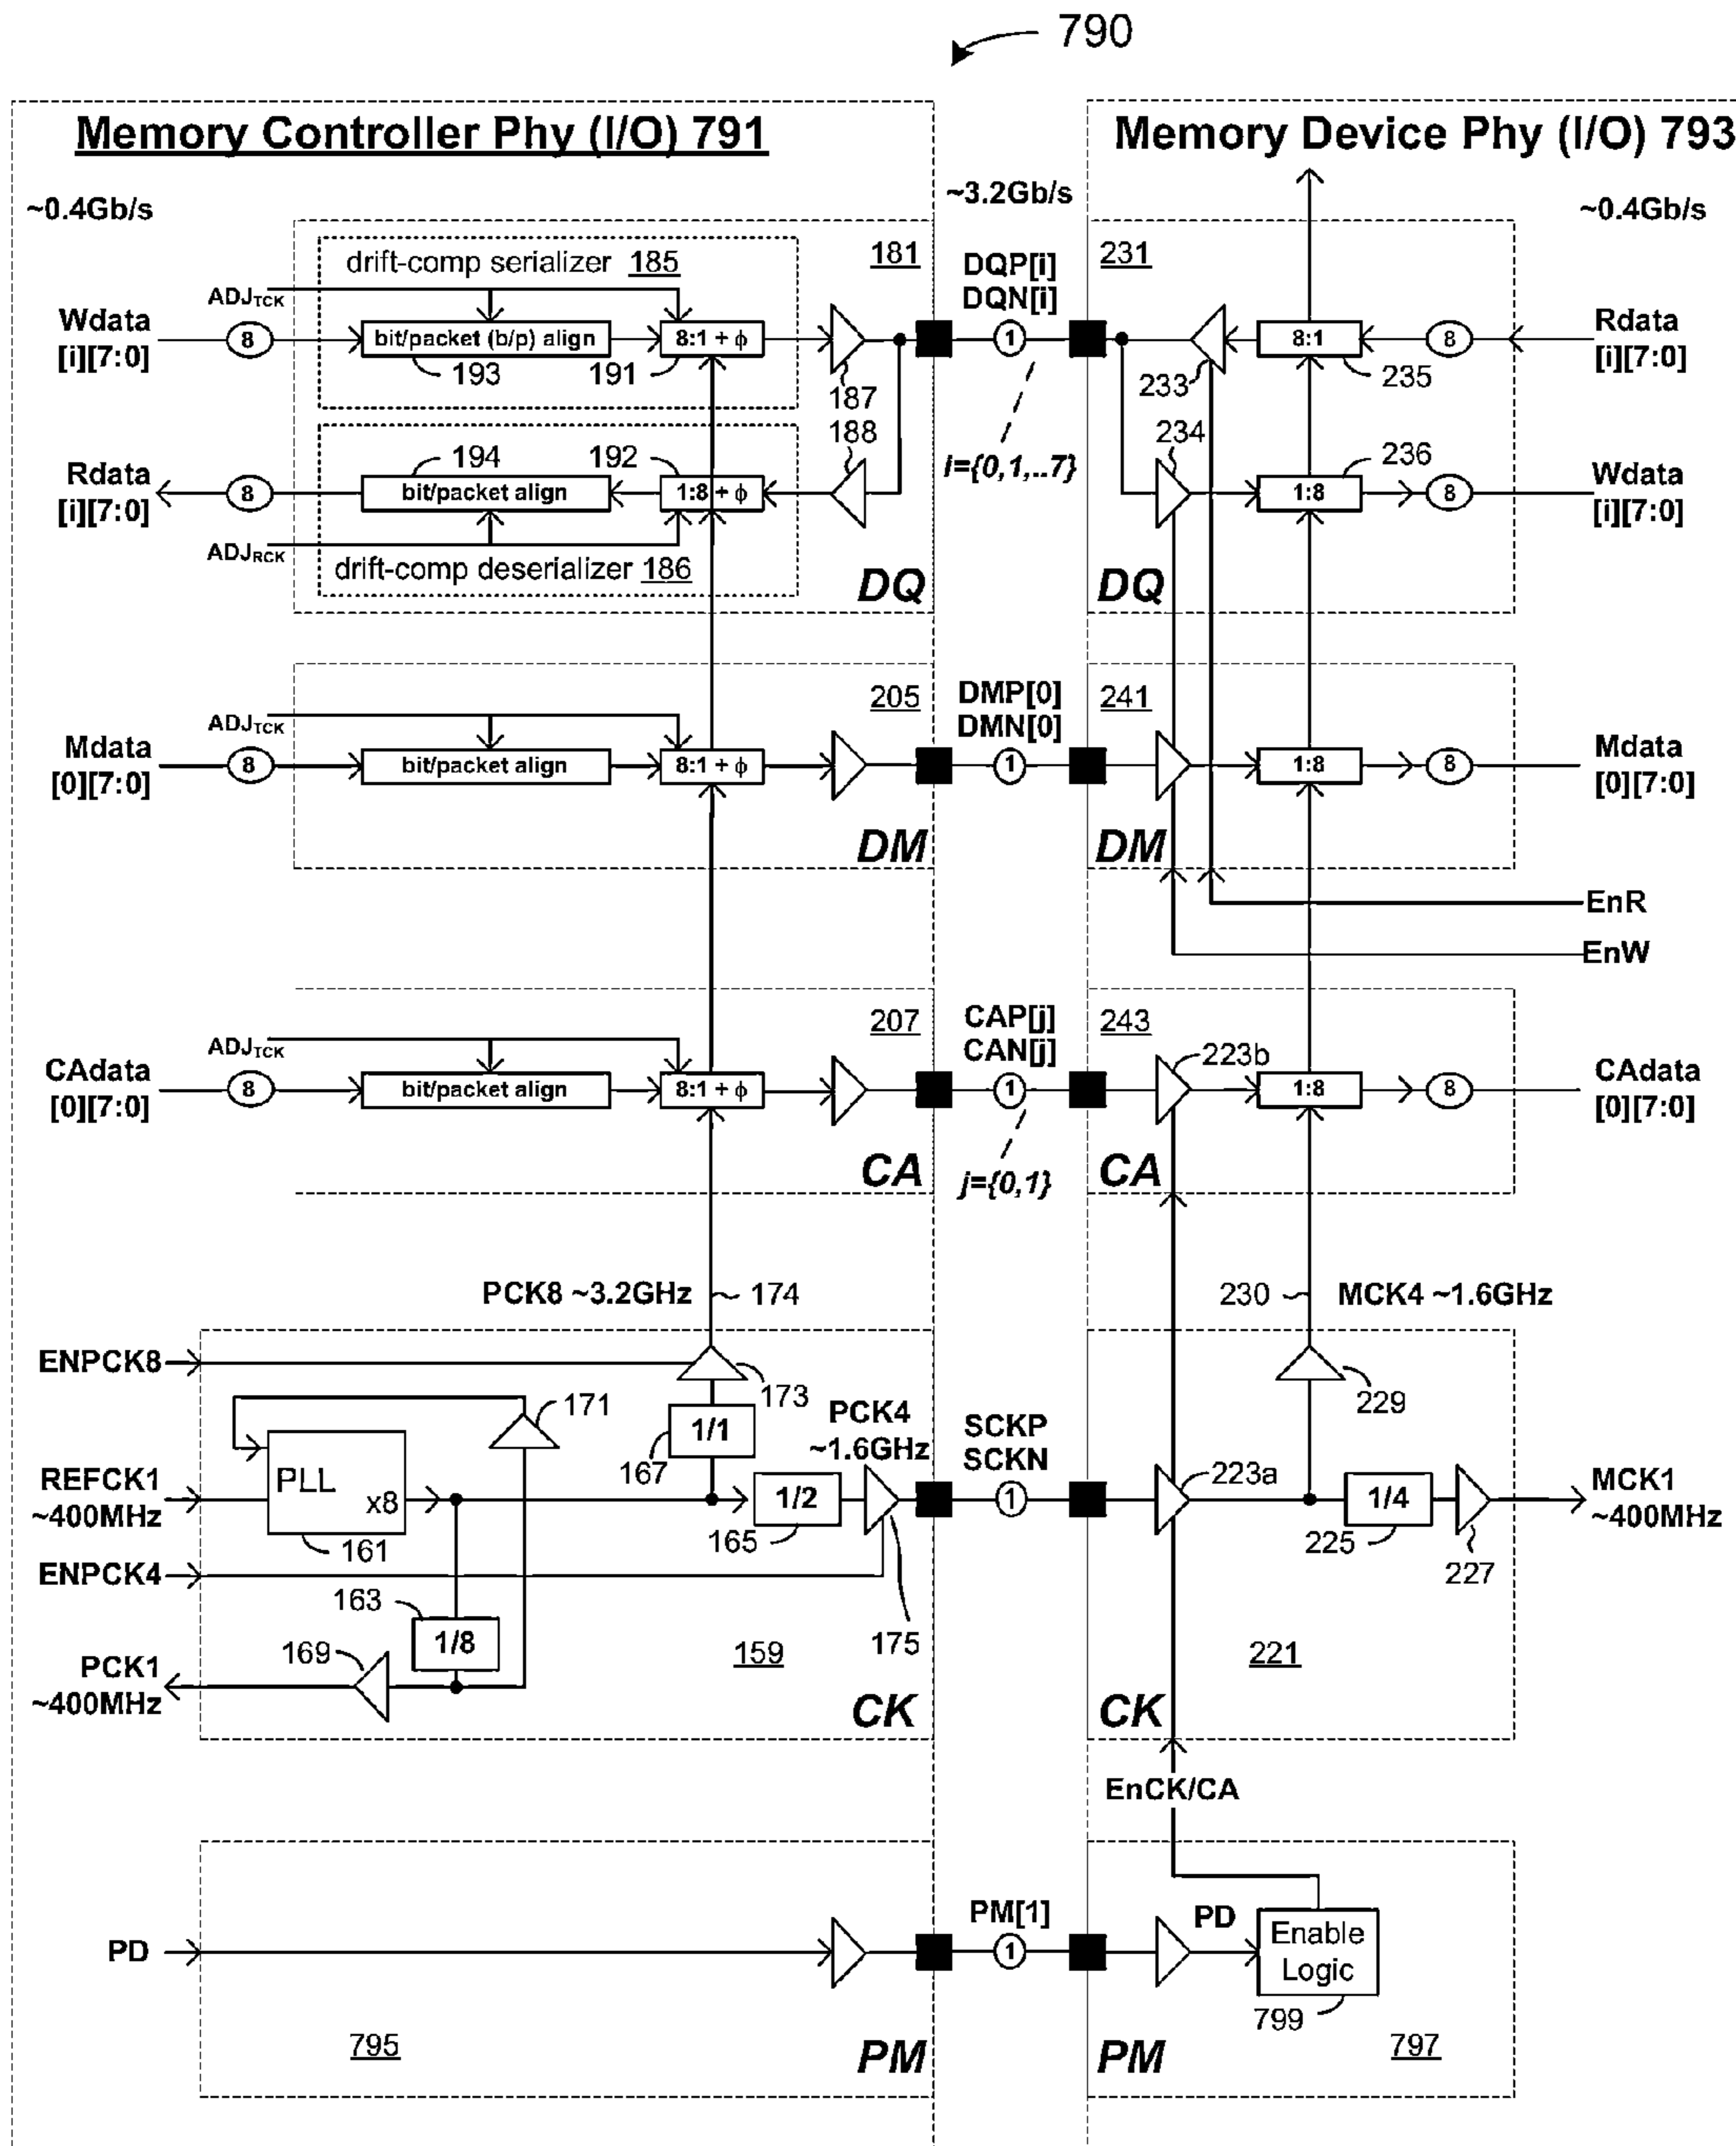 790
Memory Controller Phy (I/O) 791
Memory Device Phy (I/O) 793
~0.4Gb/s
~3.2Gb/s
~0.4Gb/s
drift-comp serializer 185
181
DQP[i]
DQN[i]
231
ADJTCK
Wdata
[i][7:0]
8
bit/packet (b/p) align
8:1 + ϕ
1
8:1
8
Rdata
[i][7:0]
193
191
187
233
235
188
234
194
192
i={0,1,..7}
236
Rdata
[i][7:0]
8
bit/packet align
1:8 + ϕ
1:8
8
Wdata
[i][7:0]
ADJRCK
drift-comp deserializer 186
DQ
DQ
205
DMP[0]
DMN[0]
241
ADJTCK
Mdata
[0][7:0]
8
bit/packet align
8:1 + ϕ
1
1:8
8
Mdata
[0][7:0]
DM
DM
EnR
EnW
207
CAP[j]
CAN[j]
243
ADJTCK
223b
CAdata
[0][7:0]
8
bit/packet align
8:1 + ϕ
1
1:8
8
CAdata
[0][7:0]
CA
j={0,1}
CA
PCK8 ~3.2GHz
174
230
MCK4 ~1.6GHz
ENPCK8
173
229
171
1/1
167
PCK4
~1.6GHz
SCKP
SCKN
223a
REFCK1
~400MHz
PLL
x8
1/2
1
1/4
MCK1
~400MHz
161
165
225
227
ENPCK4
163
1/8
175
169
159
221
PCK1
~400MHz
CK
CK
EnCK/CA
PD
PM[1]
1
PD
Enable
Logic
799
795
PM
PM
797